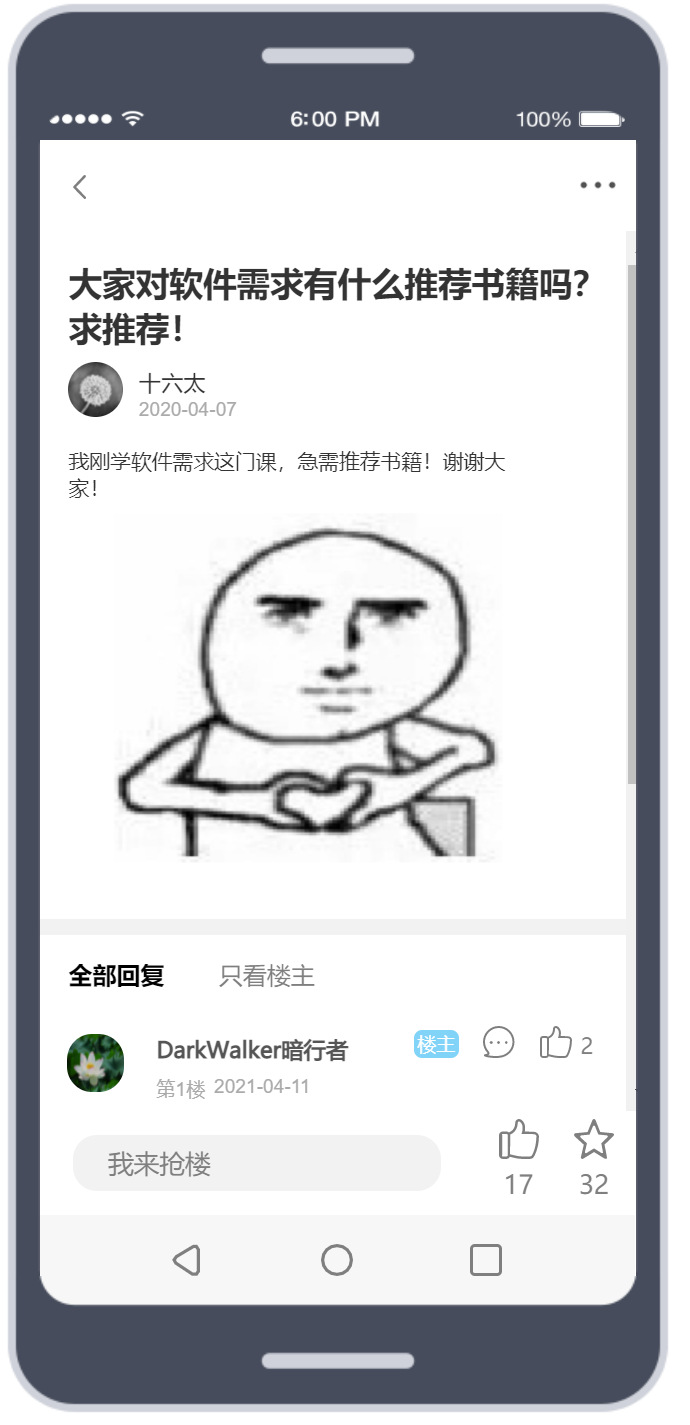 6:00 PM
100%
大家对软件需求有什么推荐书籍吗？
求推荐！
十六太
2020-04-07
我刚学软件需求这门课，急需推荐书籍！谢谢大
家！
全部回复 只看楼主
DarkWalker暗行者 楼主 2
第1楼 2021-04-11
我来抢楼
17 32